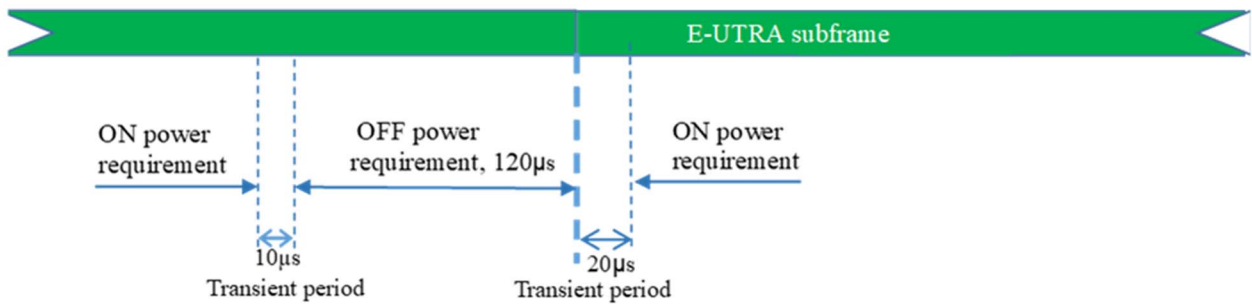 E-UTRA subframe
ON power
requirement
OFF power
requirement, 120μs
ON power
requirement
10μs
Transient period
20μs
Transient period